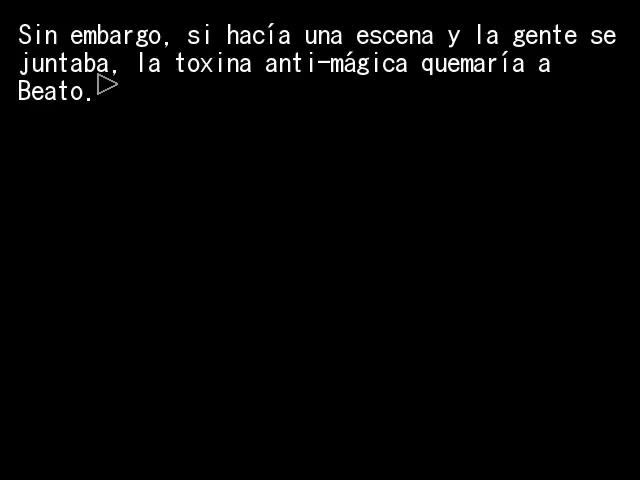 Sin embargo, si hacía una escena y la gente se
juntaba, la toxina anti-mágica quemaría a
Beato.